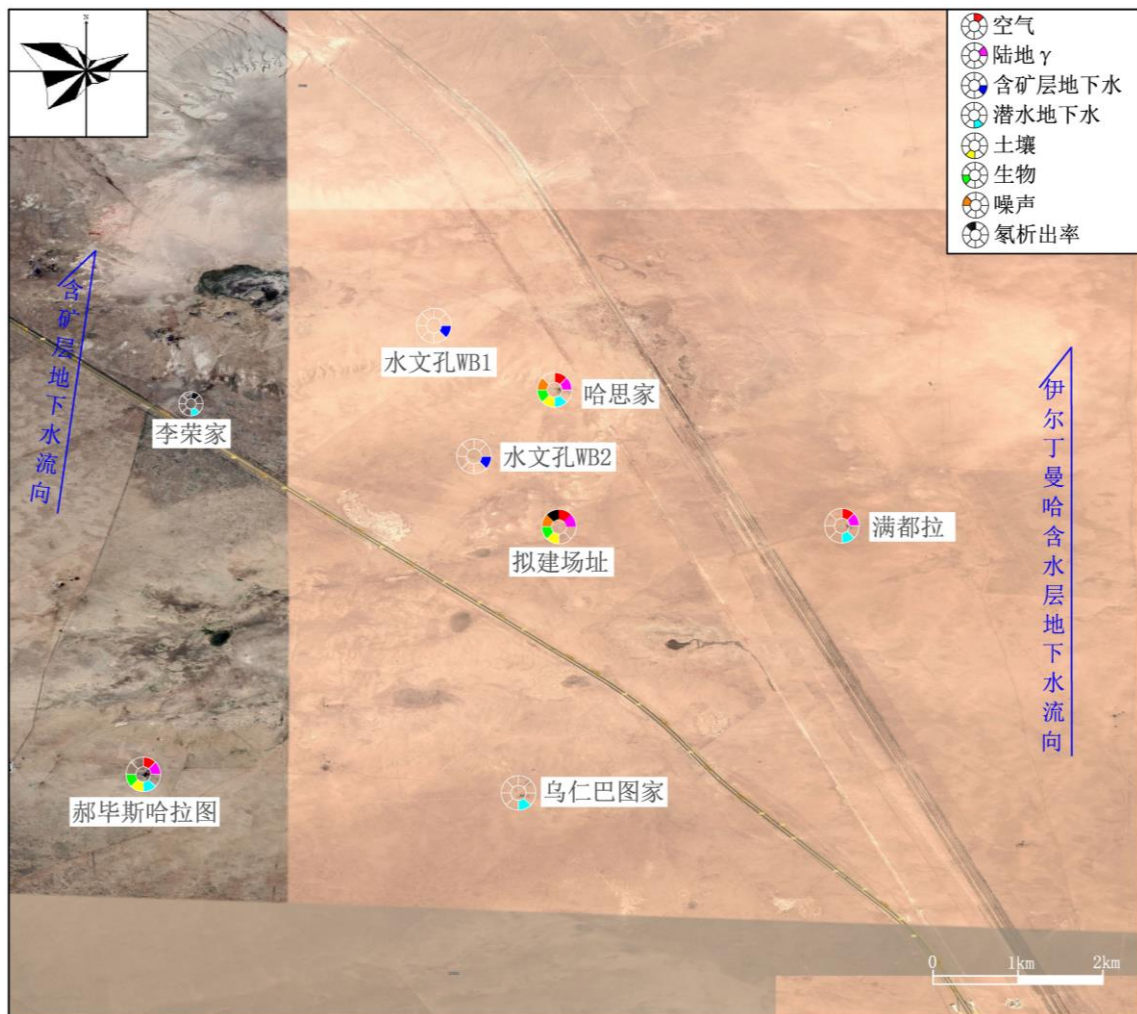 N
空气
陆地γ
含矿层地下水
潜水地下水
土壤
生物
噪声
氡析出率
含矿层地下水流向
水文孔WB1
哈思家
李荣家
水文孔WB2
满都拉
拟建场址
伊尔丁曼哈含水层地下水流向
郝毕斯哈拉图
乌仁巴图家
0
1km
2km